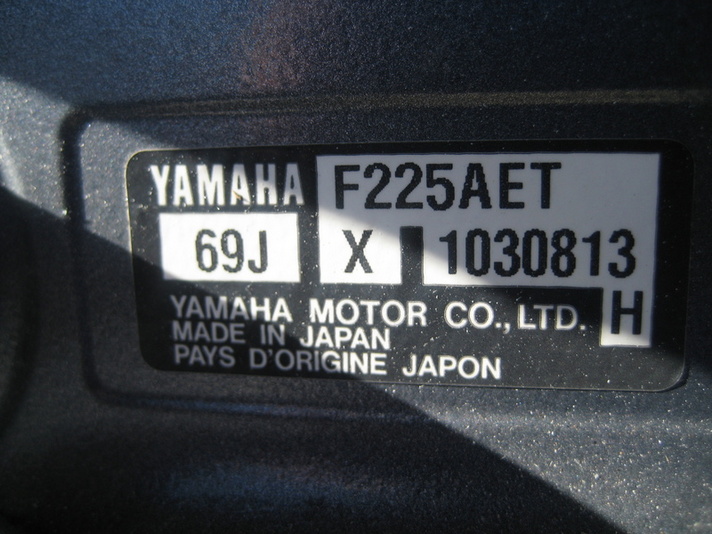 YAMAHA F225AET
69J X 1030813
H
YAMAHA MOTOR CO., LTD.
MADE IN JAPAN
PAYS D'ORIGINE JAPON